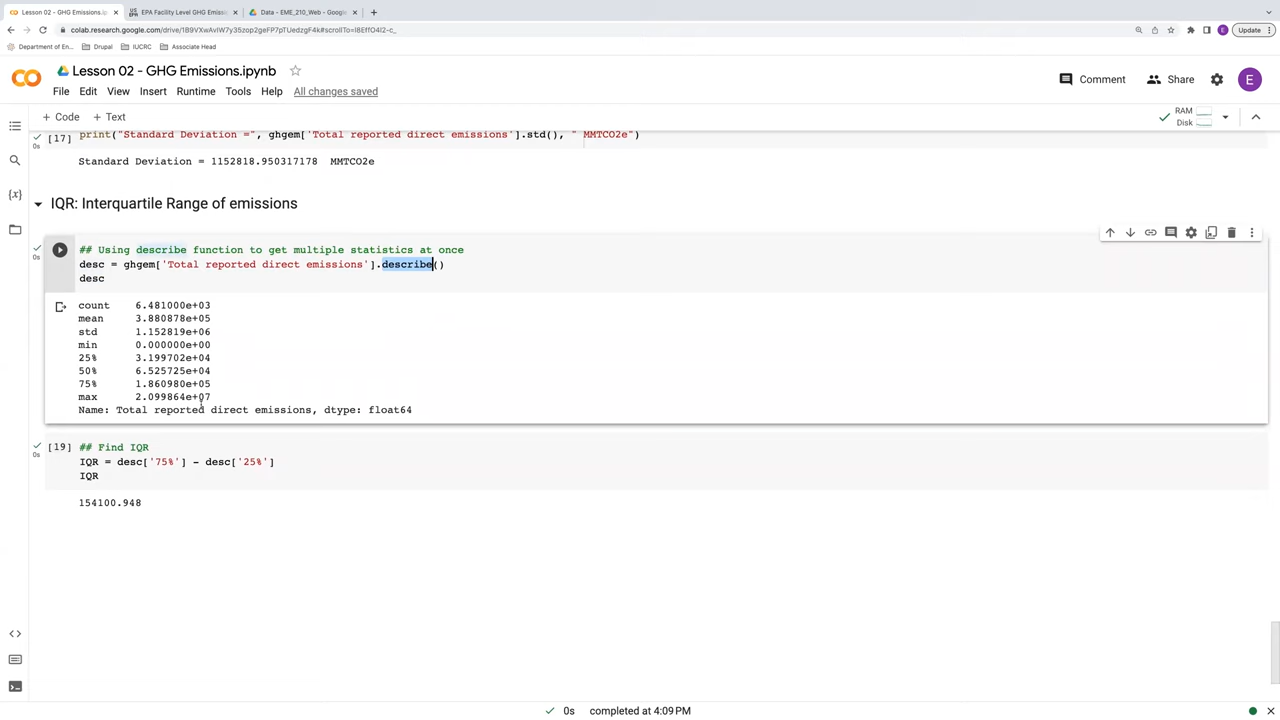 Lesson 02 - GHG Emissions.ipynb
EPA Facility Level GHG Emissi
Data - EME_210_Web - Google
colab.research.google.com/drive/1B9VXwAvIW7y35zop2geFP7pTUedzgF4k#scrollTo=I8EffO4I2-c_
Update
Department of En...
Drupal
IUCRC
Associate Head
Lesson 02 - GHG Emissions.ipynb
Comment
Share
E
File Edit View Insert Runtime Tools Help All changes saved
+ Code + Text
RAM
Disk
[17] print("Standard Deviation =", ghgem['Total reported direct emissions'].std(), " MMTCO2e")
0s
Standard Deviation = 1152818.950317178  MMTCO2e
IQR: Interquartile Range of emissions
## Using describe function to get multiple statistics at once
0s
desc = ghgem['Total reported direct emissions'].describe()
desc
count 6.481000e+03
mean 3.880878e+05
std 1.152819e+06
min 0.000000e+00
25% 3.199702e+04
50% 6.525725e+04
75% 1.860980e+05
max 2.099864e+07
Name: Total reported direct emissions, dtype: float64
[19] ## Find IQR
0s
IQR = desc['75%'] - desc['25%']
IQR
154100.948
0s completed at 4:09 PM